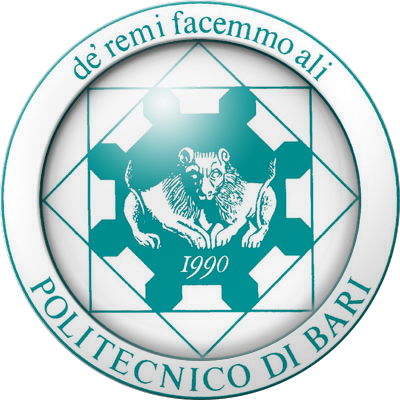 de' remi facemmo ali
1990
POLITECNICO DI BARI